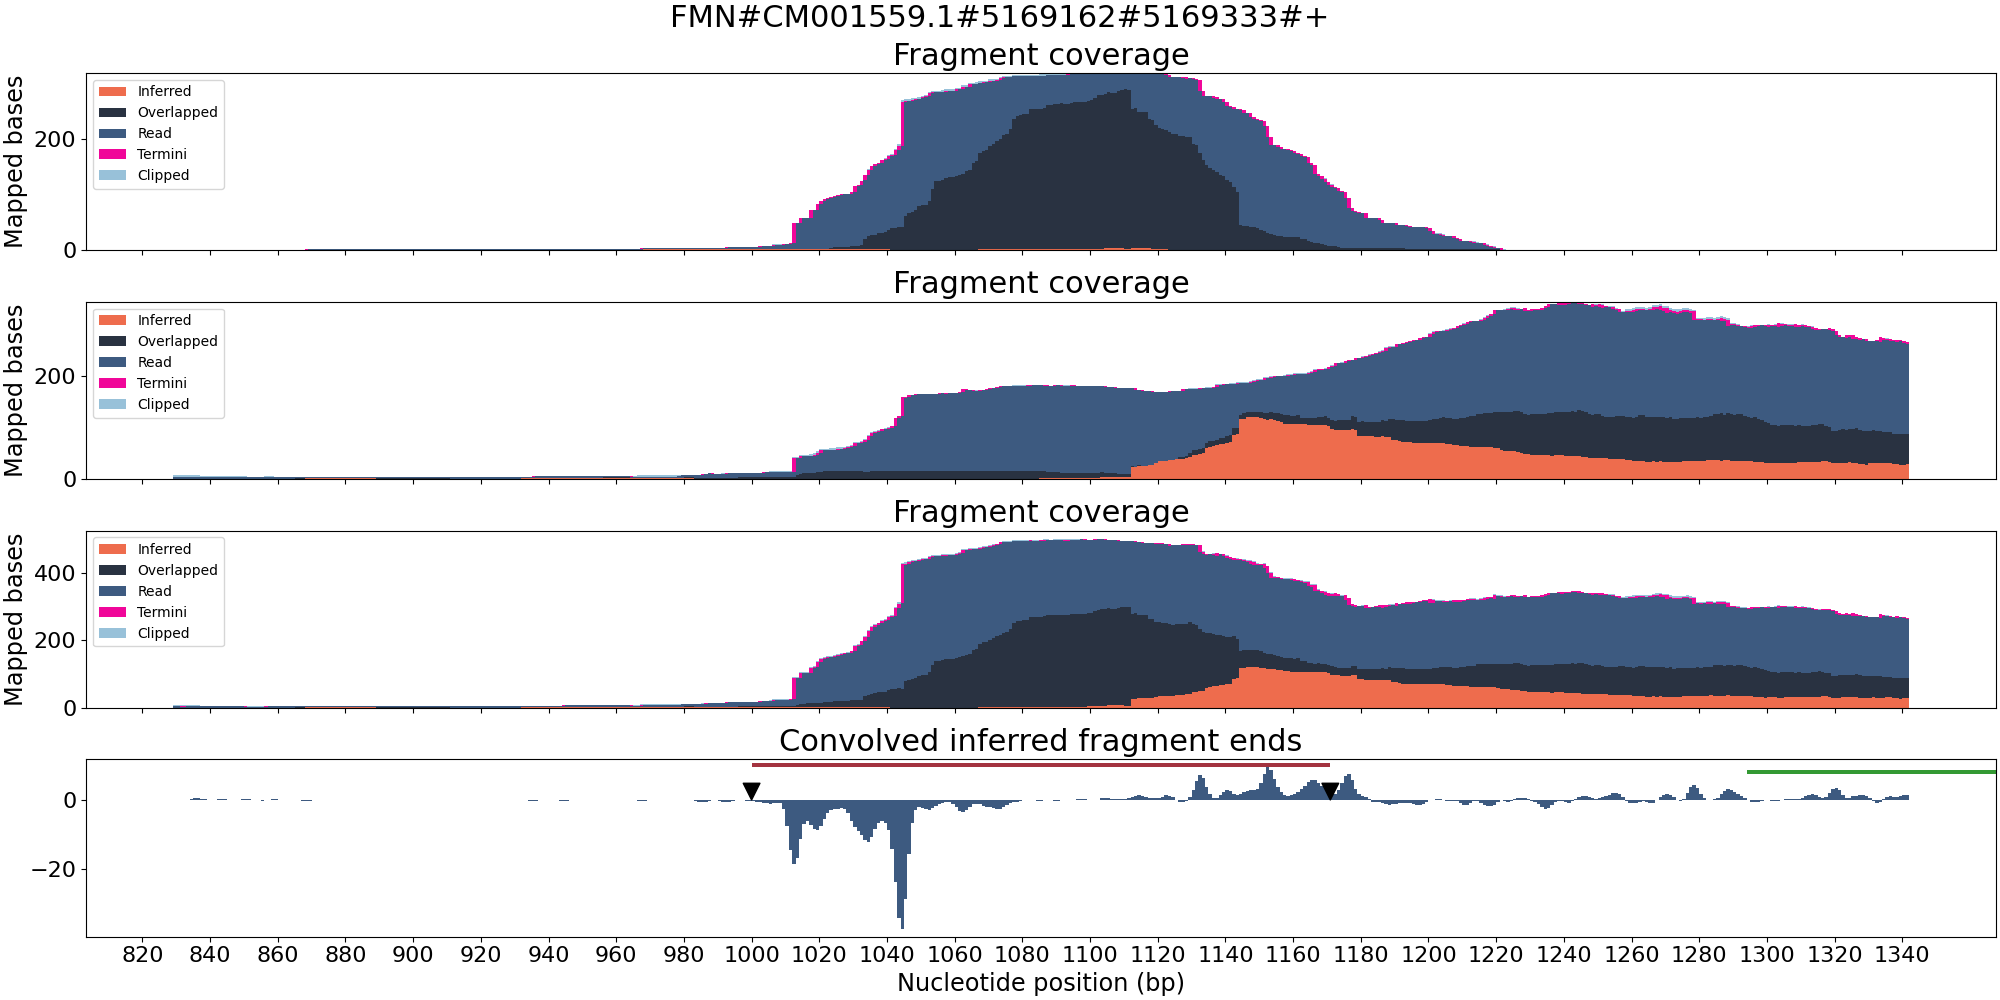 FMN#CM001559.1#5169162#5169333#+
Fragment coverage
Mapped bases
200
0
Inferred
Overlapped
Read
Termini
Clipped
Fragment coverage
Mapped bases
200
0
Inferred
Overlapped
Read
Termini
Clipped
Fragment coverage
Mapped bases
400
200
0
Inferred
Overlapped
Read
Termini
Clipped
Convolved inferred fragment ends
0
−20
820 840 860 880 900 920 940 960 980 1000 1020 1040 1060 1080 1100 1120 1140 1160 1180 1200 1220 1240 1260 1280 1300 1320 1340
Nucleotide position (bp)